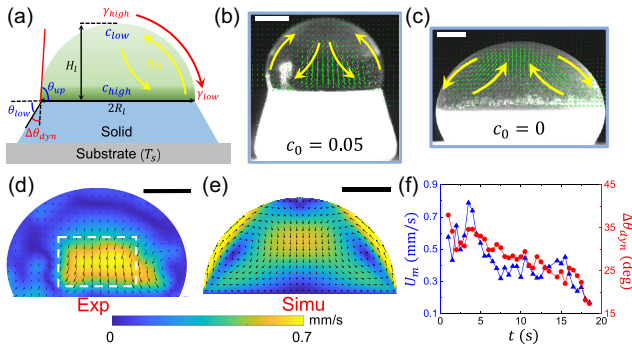 (a)
γhigh
clow
Hl
u0
chigh
θup
θlow
2Rl
γlow
Δθdyn
Solid
Substrate (Ts)
(b)
c0 = 0.05
(c)
c0 = 0
(d)
Exp
(e)
Simu
0
0.7
mm/s
(f)
0.9
0.7
0.5
0.3
0.1
Um (mm/s)
0
5
10
15
20
t (s)
45
35
25
15
Δθdyn (deg)